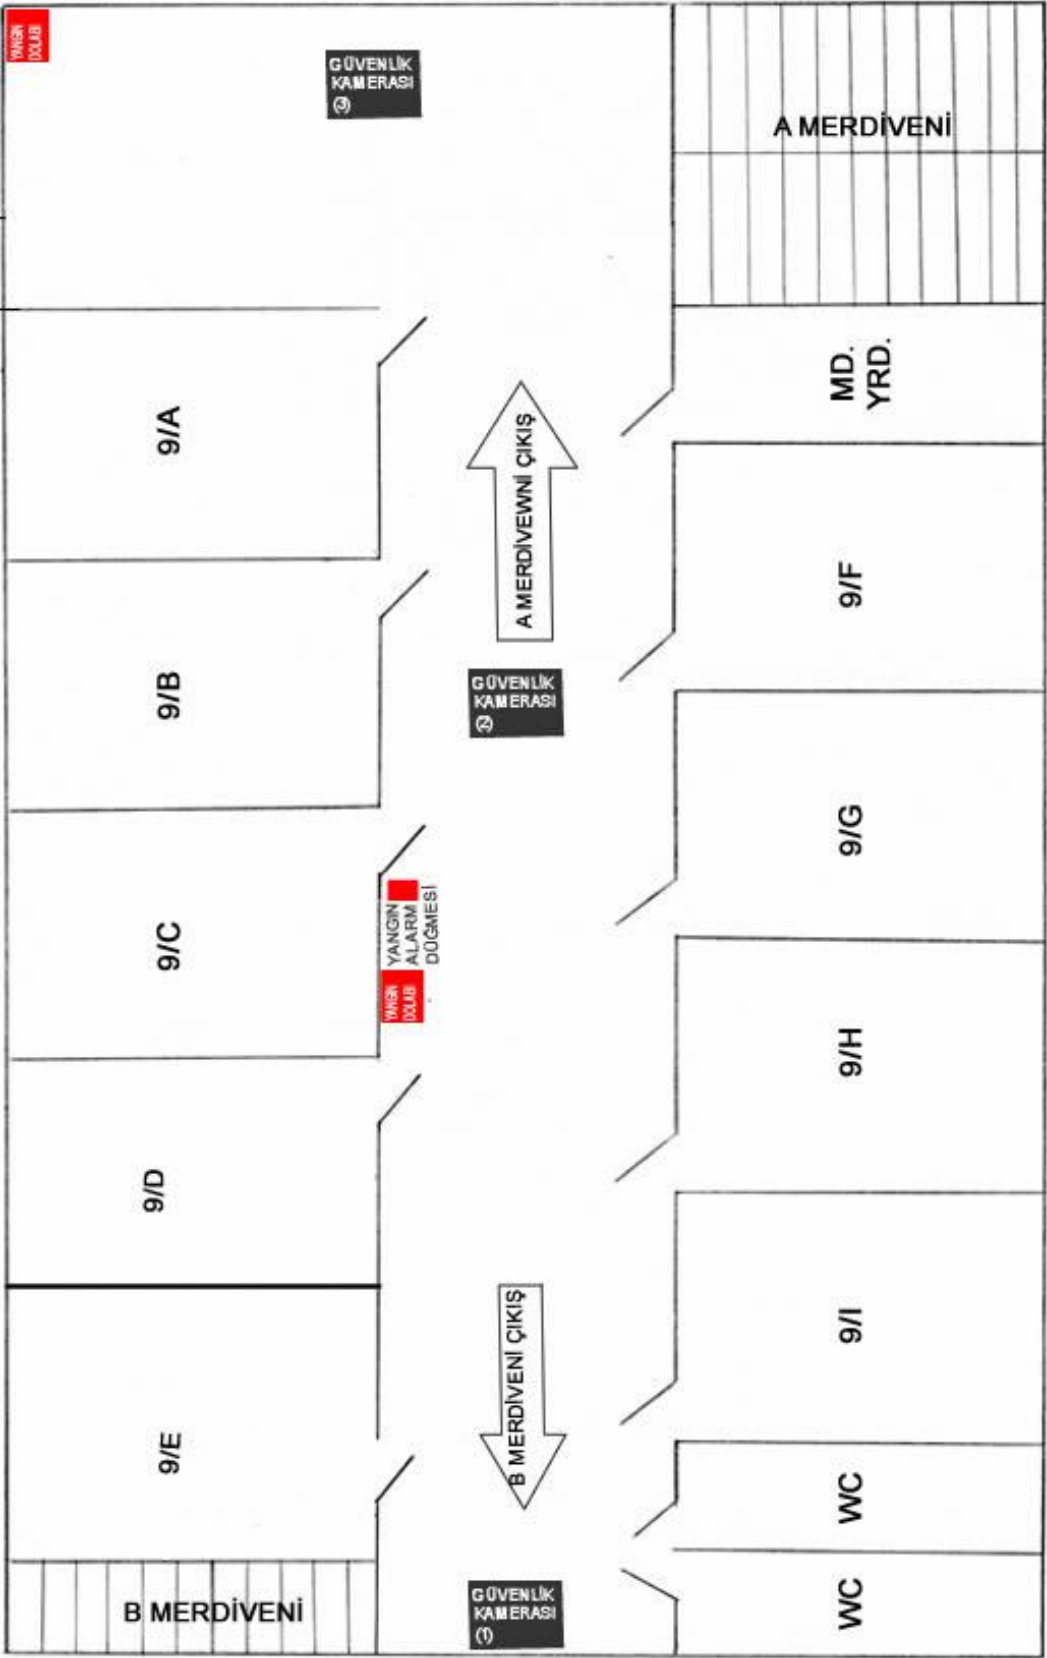 YANGIN
DOLABI
GÜVENLİK
KAMERASI
(3)
A MERDİVENİ
9/A
MD.
YRD.
A MERDİVEWNİ ÇIKIŞ
9/F
9/B
GÜVENLİK
KAMERASI
(2)
9/G
9/C
YANGIN
ALARM
DÜĞMESİ
YANGIN
DOLABI
9/H
9/D
9/I
B MERDİVENİ ÇIKIŞ
9/E
WC
B MERDİVENİ
GÜVENLİK
KAMERASI
(1)
WC